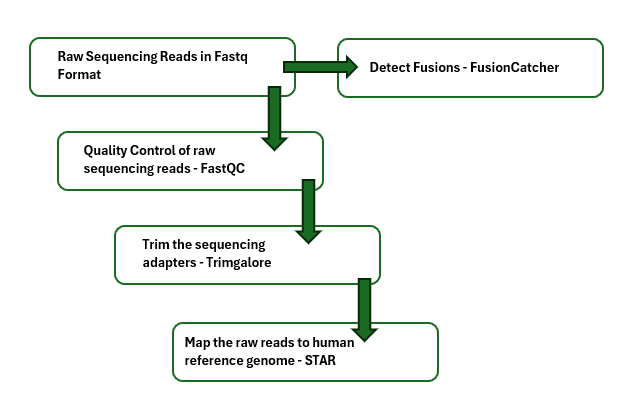 Raw Sequencing Reads in Fastq
Format
Detect Fusions - FusionCatcher
Quality Control of raw
sequencing reads - FastQC
Trim the sequencing
adapters - Trimgalore
Map the raw reads to human
reference genome - STAR